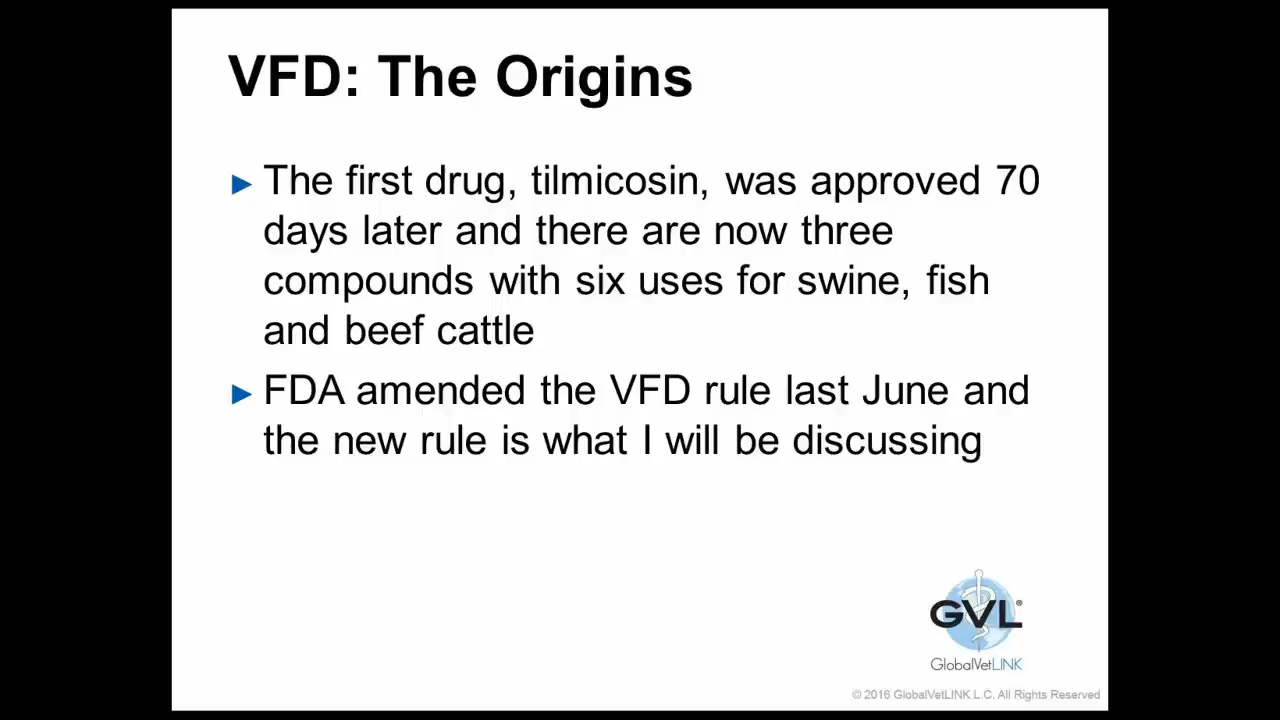 VFD: The Origins
► The first drug, tilmicosin, was approved 70
days later and there are now three
compounds with six uses for swine, fish
and beef cattle
► FDA amended the VFD rule last June and
the new rule is what I will be discussing
GVL®
GlobalVetLINK
© 2016 GlobalVetLINK L.C. All Rights Reserved